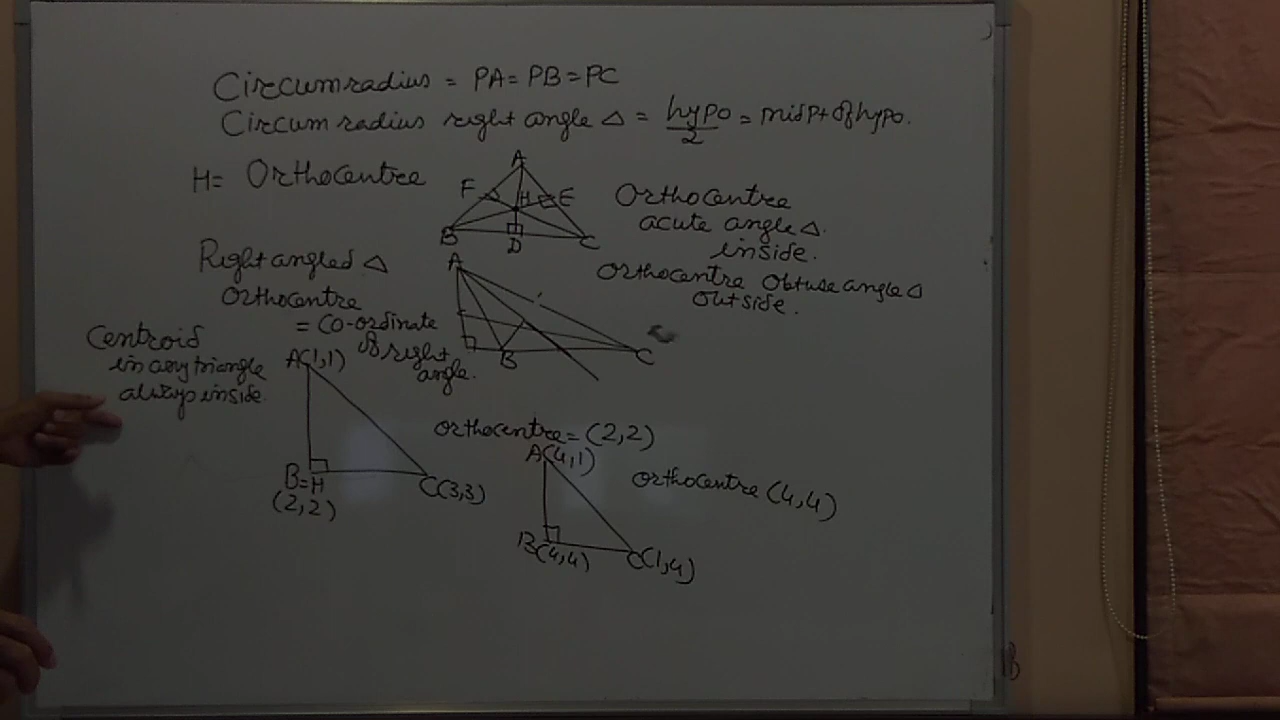 Circumradius = PA = PB = PC
Circum radius right angle △ = hypo/2 = midpt of hypo.
H = Orthocentre
A
F H E
B D C
Orthocentre
acute angle △.
inside.
Orthocentre Obtuse angle △
outside.
Right angled △
Orthocentre
= Co-ordinate
of right
angle.
A
B C
Centroid
in any triangle
always inside.
A(1,1)
B=H
(2,2)
C(3,3)
Orthocentre = (2,2)
A(4,1)
B(4,4)
C(1,4)
Orthocentre (4,4)